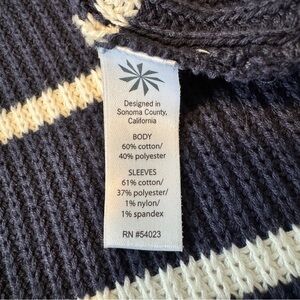 Designed in
Sonoma County,
California
BODY
60% cotton/
40% polyester
SLEEVES
61% cotton/
37% polyester/
1% nylon/
1% spandex
RN #54023